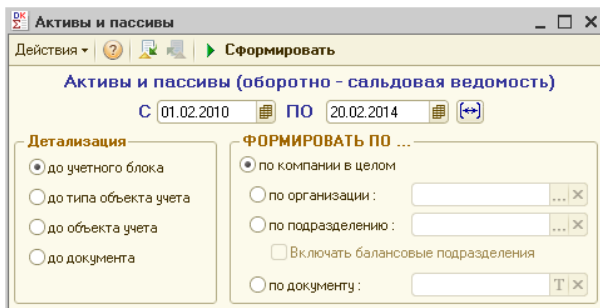 Активы и пассивы
Действия Сформировать
Активы и пассивы (оборотно - сальдовая ведомость)
С 01.02.2010 ПО 20.02.2014
Детализация ФОРМИРОВАТЬ ПО ...
до учетного блока по компании в целом
до типа объекта учета по организации : ... ×
до объекта учета по подразделению : ... ×
Включать балансовые подразделения
до документа
по документу : T ×